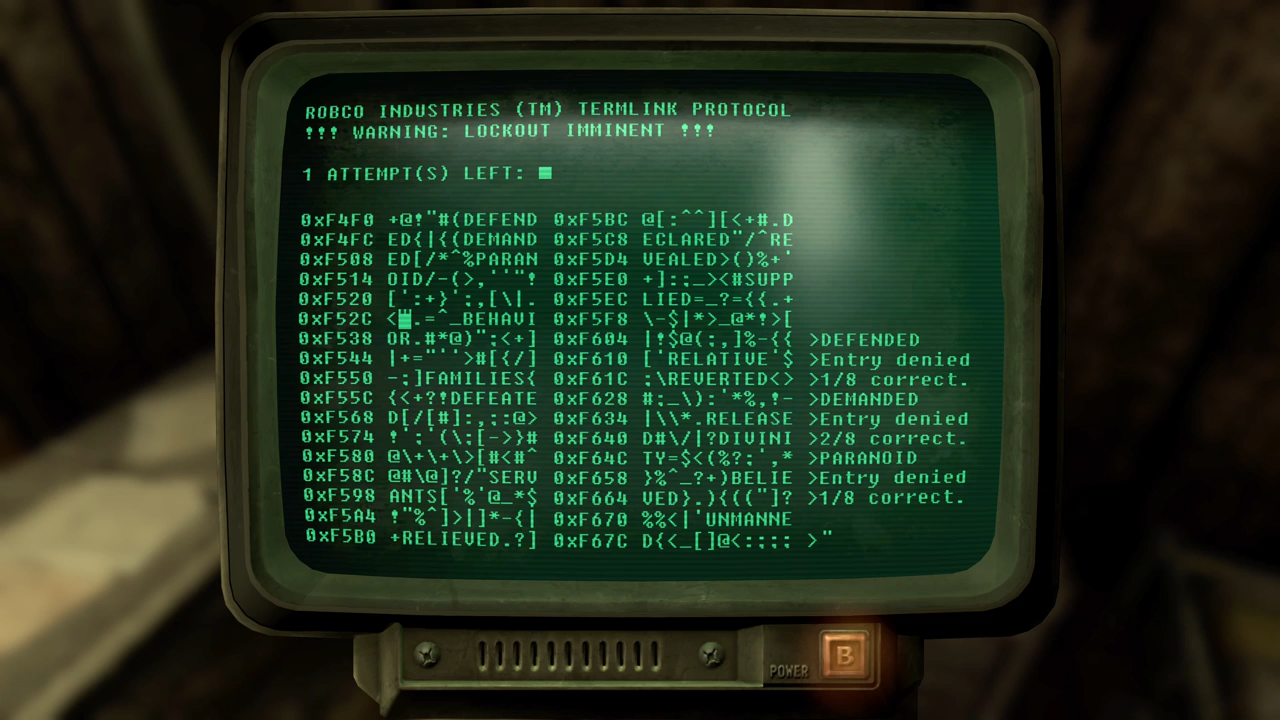 ROBCO INDUSTRIES (TM) TERMLINK PROTOCOL
!!! WARNING: LOCKOUT IMMINENT !!!
1 ATTEMPT(S) LEFT:
0xF4F0 +@!"#(DEFEND 0xF5BC @[:^^][<+#.D
0xF4FC ED{|{(DEMAND 0xF5C8 ECLARED"/^RE
0xF508 ED[/*^%PARAN 0xF5D4 VEALED>()%+'
0xF514 OID/-(>,''"! 0xF5E0 +]:;_><#SUPP
0xF520 [':+}';,[\|. 0xF5EC LIED=_?={{.+
0xF52C <".=^_BEHAVI 0xF5F8 \-$|*>_@*!>[
0xF538 OR.#*@)";<+] 0xF604 |!$@(:,]%-{{ >DEFENDED
0xF544 |+="''>#[{/] 0xF610 ['RELATIVE'$ >Entry denied
0xF550 -;]FAMILIES{ 0xF61C ;\REVERTED<> >1/8 correct.
0xF55C {<+?!DEFEATE 0xF628 #:_\):'*%,!- >DEMANDED
0xF568 D[/[#]:,;:@> 0xF634 |\\*.RELEASE >Entry denied
0xF574 !';'(\;[->)}# 0xF640 D#\/|?DIVINI >2/8 correct.
0xF580 @\+\+\>[#<#^ 0xF64C TY=$<(%?;',* >PARANOID
0xF58C @#\@]?/"SERV 0xF658 }%^_?+)BELIE >Entry denied
0xF598 ANTS['%'@_*$ 0xF664 VED}.){(("]? >1/8 correct.
0xF5A4 !"%^]>|]*-{| 0xF670 %%<|'UNMANNE
0xF5B0 +RELIEVED.?] 0xF67C D{<_[]@<:;;; >"
POWER
B